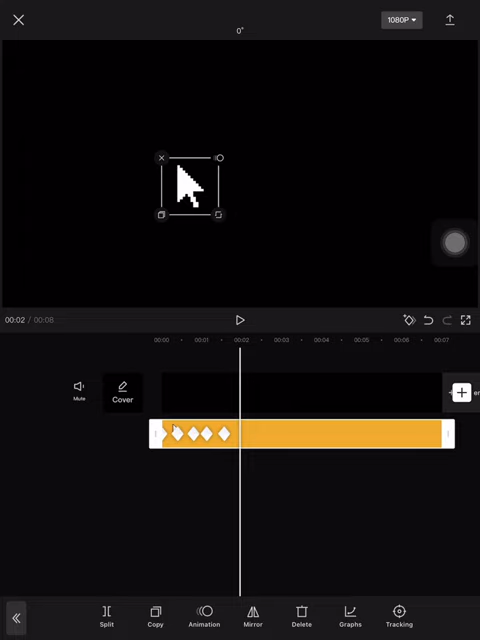 1080P
0°
00:02 / 00:08
00:00 00:01 00:02 00:03 00:04 00:05 00:06 00:07
Mute
Cover
er
Split Copy Animation Mirror Delete Graphs Tracking